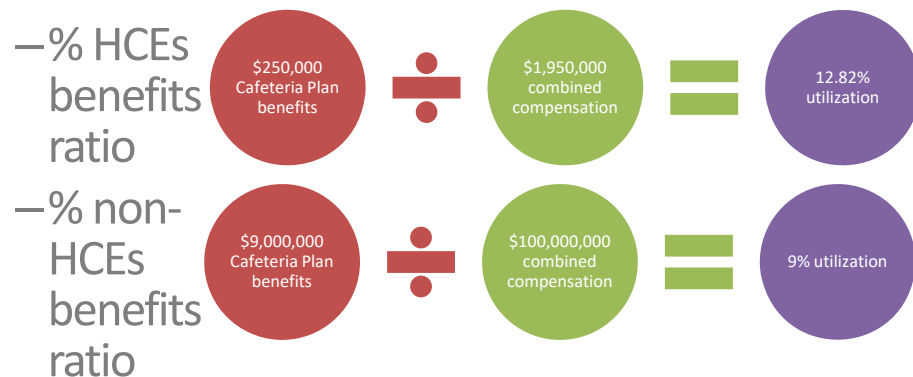 –% HCEs
benefits
ratio
$250,000
Cafeteria Plan
benefits
$1,950,000
combined
compensation
12.82%
utilization
–% non-
HCEs
benefits
ratio
$9,000,000
Cafeteria Plan
benefits
$100,000,000
combined
compensation
9% utilization